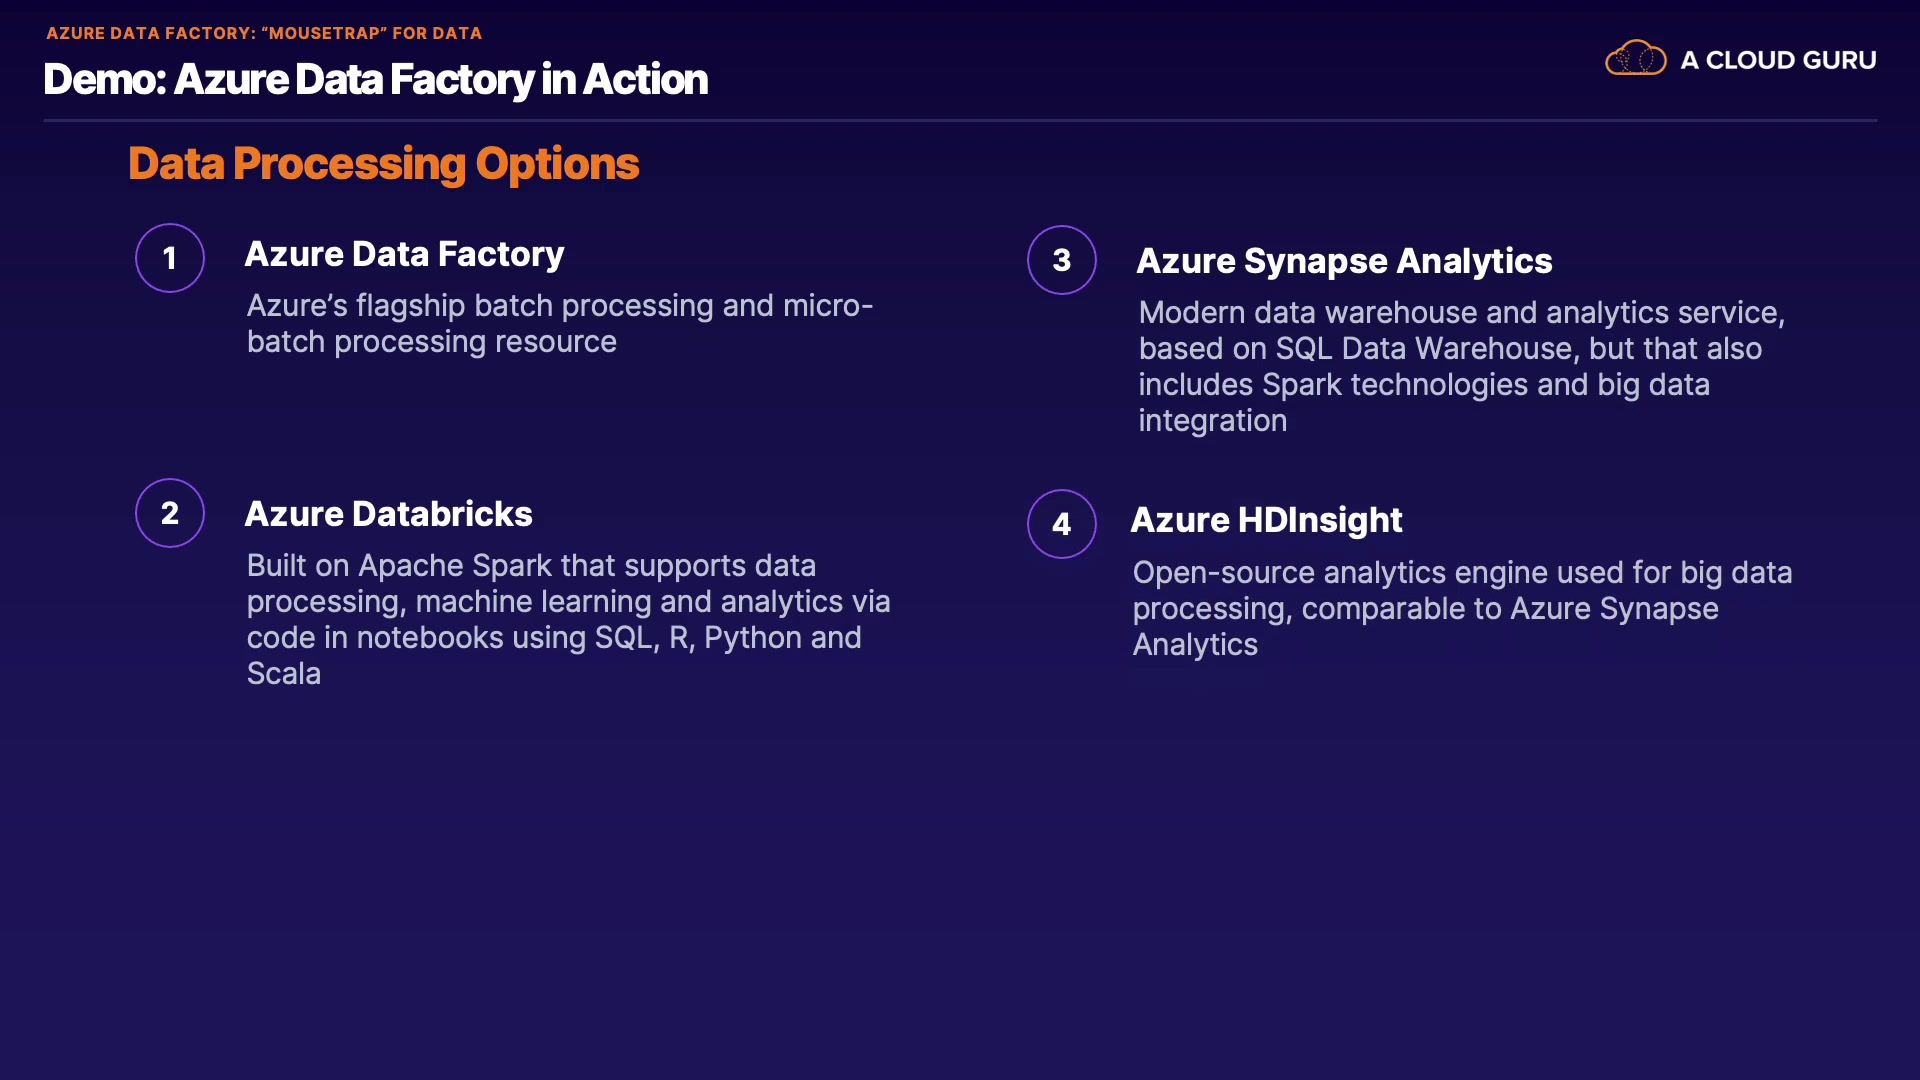 AZURE DATA FACTORY: “MOUSETRAP” FOR DATA
Demo: Azure Data Factory in Action
A CLOUD GURU
Data Processing Options
1
Azure Data Factory
Azure’s flagship batch processing and micro-
batch processing resource
2
Azure Databricks
Built on Apache Spark that supports data
processing, machine learning and analytics via
code in notebooks using SQL, R, Python and
Scala
3
Azure Synapse Analytics
Modern data warehouse and analytics service,
based on SQL Data Warehouse, but that also
includes Spark technologies and big data
integration
4
Azure HDInsight
Open-source analytics engine used for big data
processing, comparable to Azure Synapse
Analytics